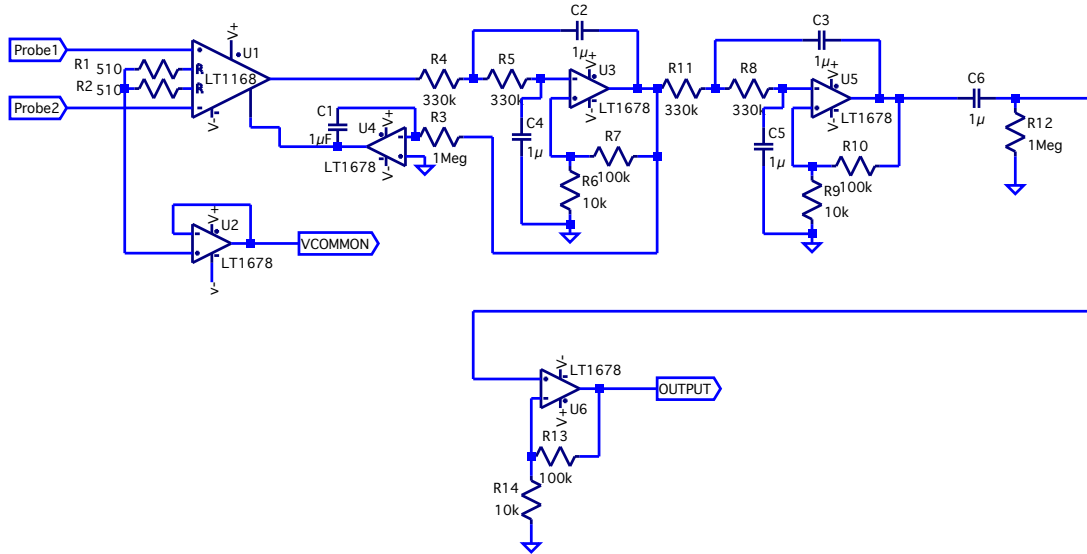 C2
1µ
C3
1µ
Probe1
V+
U1
R1 510
R
LT1168
R2 510
R
Probe2
V-
R4
330k
R5
330k
V+
U3
LT1678
V-
R11
330k
R8
330k
V+
U5
LT1678
V-
C6
1µ
R12
1Meg
C1
1µF
V+
U4
LT1678
V-
R3
1Meg
C4
1µ
R7
100k
R6
10k
C5
1µ
R10
100k
R9
10k
V+
U2
LT1678
V-
VCOMMON
V-
LT1678
U6
V+
OUTPUT
R13
100k
R14
10k